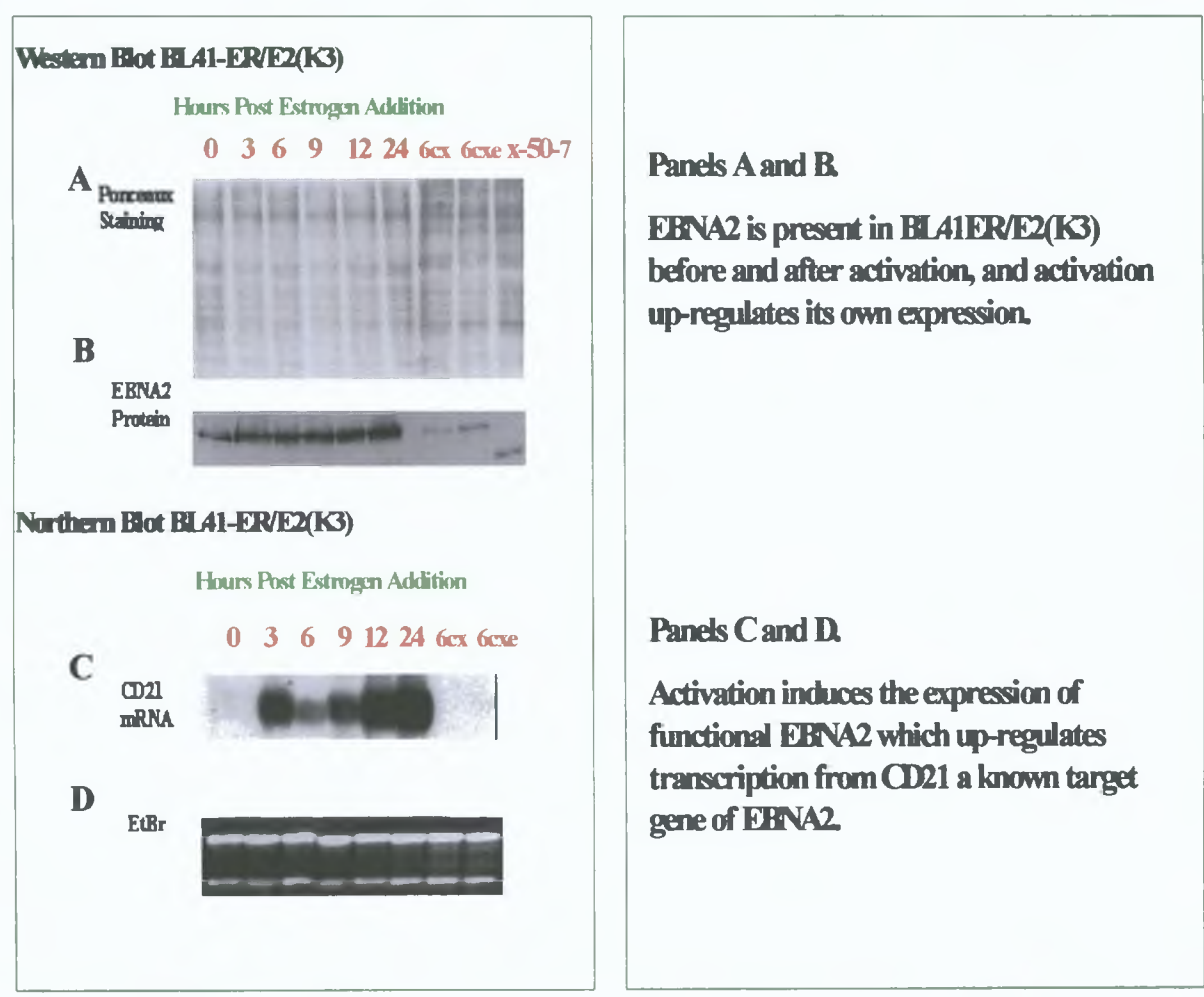 Western Blot BL41-ER/E2(K3)
Hours Post Estrogen Addition
0 3 6 9 12 24 6cx 6cxe x-50-7
A
Ponceaux
Staining
B
EBNA2
Protein
Northern Blot BL41-ER/E2(K3)
Hours Post Estrogen Addition
0 3 6 9 12 24 6cx 6cxe
C
CD21
mRNA
D
EtBr
Panels A and B.
EBNA2 is present in BL41ER/E2(K3)
before and after activation, and activation
up-regulates its own expression.
Panels C and D.
Activation induces the expression of
functional EBNA2 which up-regulates
transcription from CD21 a known target
gene of EBNA2.